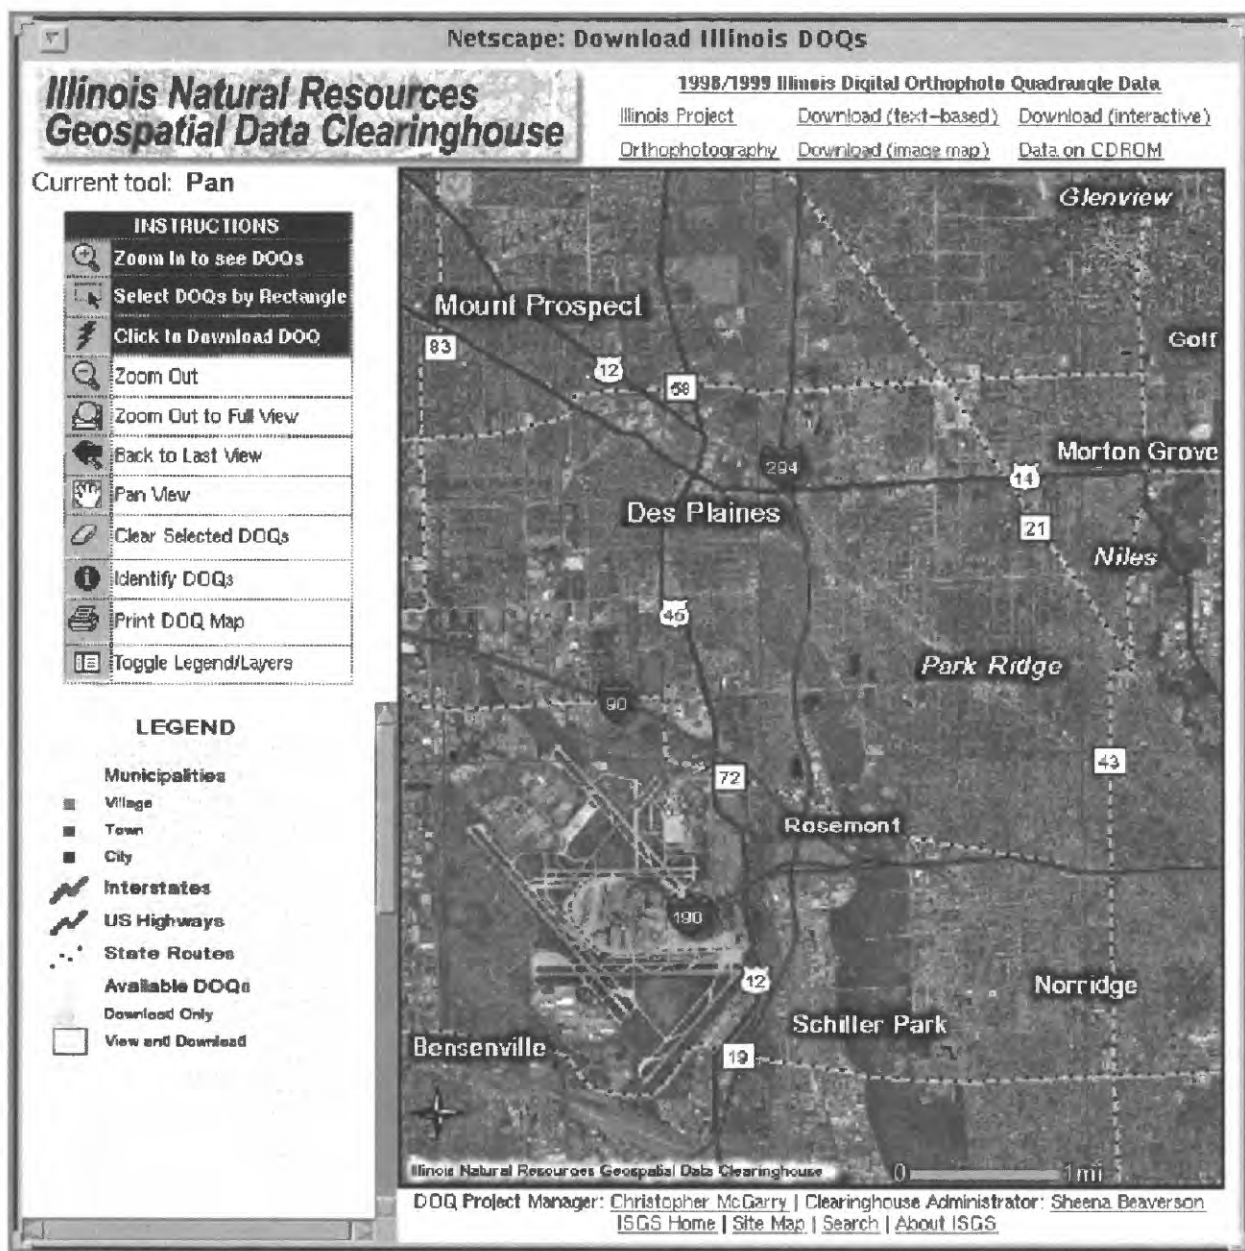 Netscape: Download Illinois DOQs
Illinois Natural Resources
Geospatial Data Clearinghouse
1998/1999 Illinois Digital Orthophoto Quadrangle Data
Illinois Project Download (text-based) Download (interactive)
Orthophotography Download (image map) Data on CDROM
Current tool: Pan
INSTRUCTIONS
Zoom In to see DOQs
Select DOQs by Rectangle
Click to Download DOQ
Zoom Out
Zoom Out to Full View
Back to Last View
Pan View
Clear Selected DOQs
Identify DOQs
Print DOQ Map
Toggle Legend/Layers
LEGEND
Municipalities
Village
Town
City
Interstates
US Highways
State Routes
Available DOQs
Download Only
View and Download
Glenview
Mount Prospect
Golf
83
12
58
Morton Grove
294
14
Des Plaines
21
Niles
45
Park Ridge
90
43
72
Rosemont
190
12
Norridge
Schiller Park
Bensenville
19
Illinois Natural Resources Geospatial Data Clearinghouse
0 1mi
DOQ Project Manager: Christopher McGarry | Clearinghouse Administrator: Sheena Beaverson
ISGS Home | Site Map | Search | About ISGS